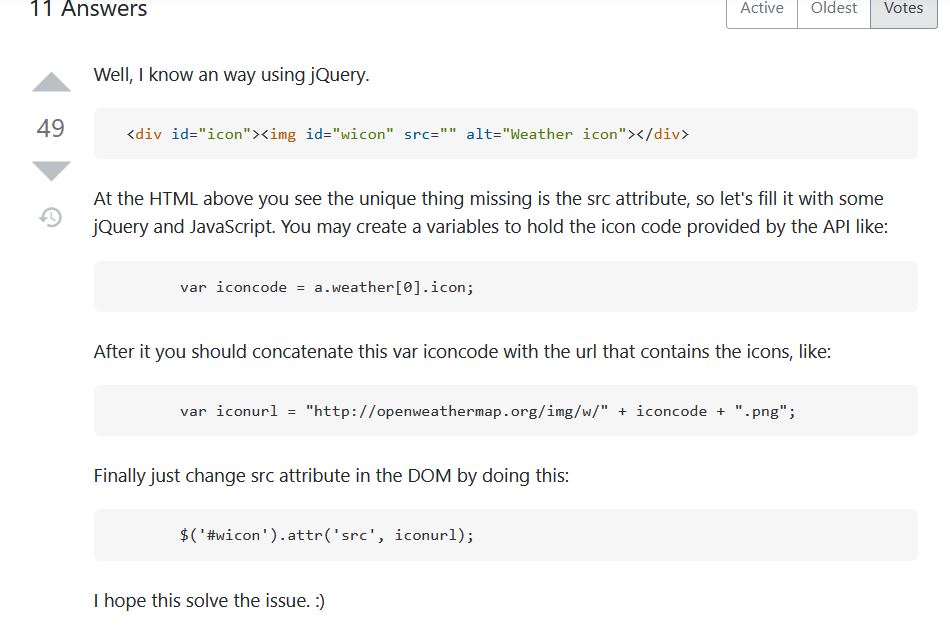 11 Answers
Active Oldest Votes
Well, I know an way using jQuery.
49
<div id="icon"><img id="wicon" src="" alt="Weather icon"></div>
At the HTML above you see the unique thing missing is the src attribute, so let's fill it with some
jQuery and JavaScript. You may create a variables to hold the icon code provided by the API like:
var iconcode = a.weather[0].icon;
After it you should concatenate this var iconcode with the url that contains the icons, like:
var iconurl = "http://openweathermap.org/img/w/" + iconcode + ".png";
Finally just change src attribute in the DOM by doing this:
$('#wicon').attr('src', iconurl);
I hope this solve the issue. :)